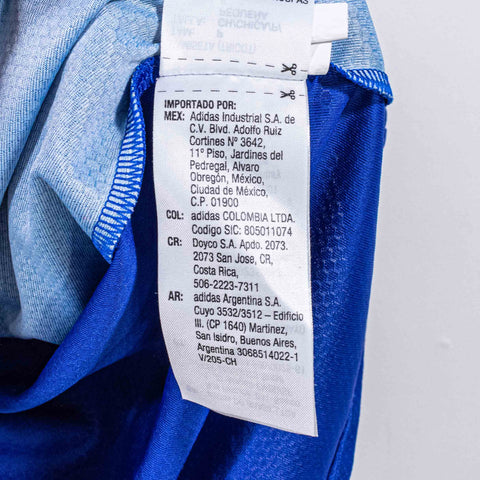 IMPORTADO POR:
MEX: Adidas Industrial S.A. de
C.V. Blvd. Adolfo Ruiz
Cortines N° 3642,
11° Piso, Jardines del
Pedregal, Alvaro
Obregón, México,
Ciudad de México,
C.P. 01900
COL: adidas COLOMBIA LTDA.
Codigo SIC: 805011074
CR: Doyco S.A. Apdo. 2073.
2073 San Jose, CR,
Costa Rica,
506-2223-7311
AR: adidas Argentina S.A.
Cuyo 3532/3512 – Edificio
III. (CP 1640) Martinez,
San Isidro, Buenos Aires,
Argentina 3068514022-1
V/205-CH